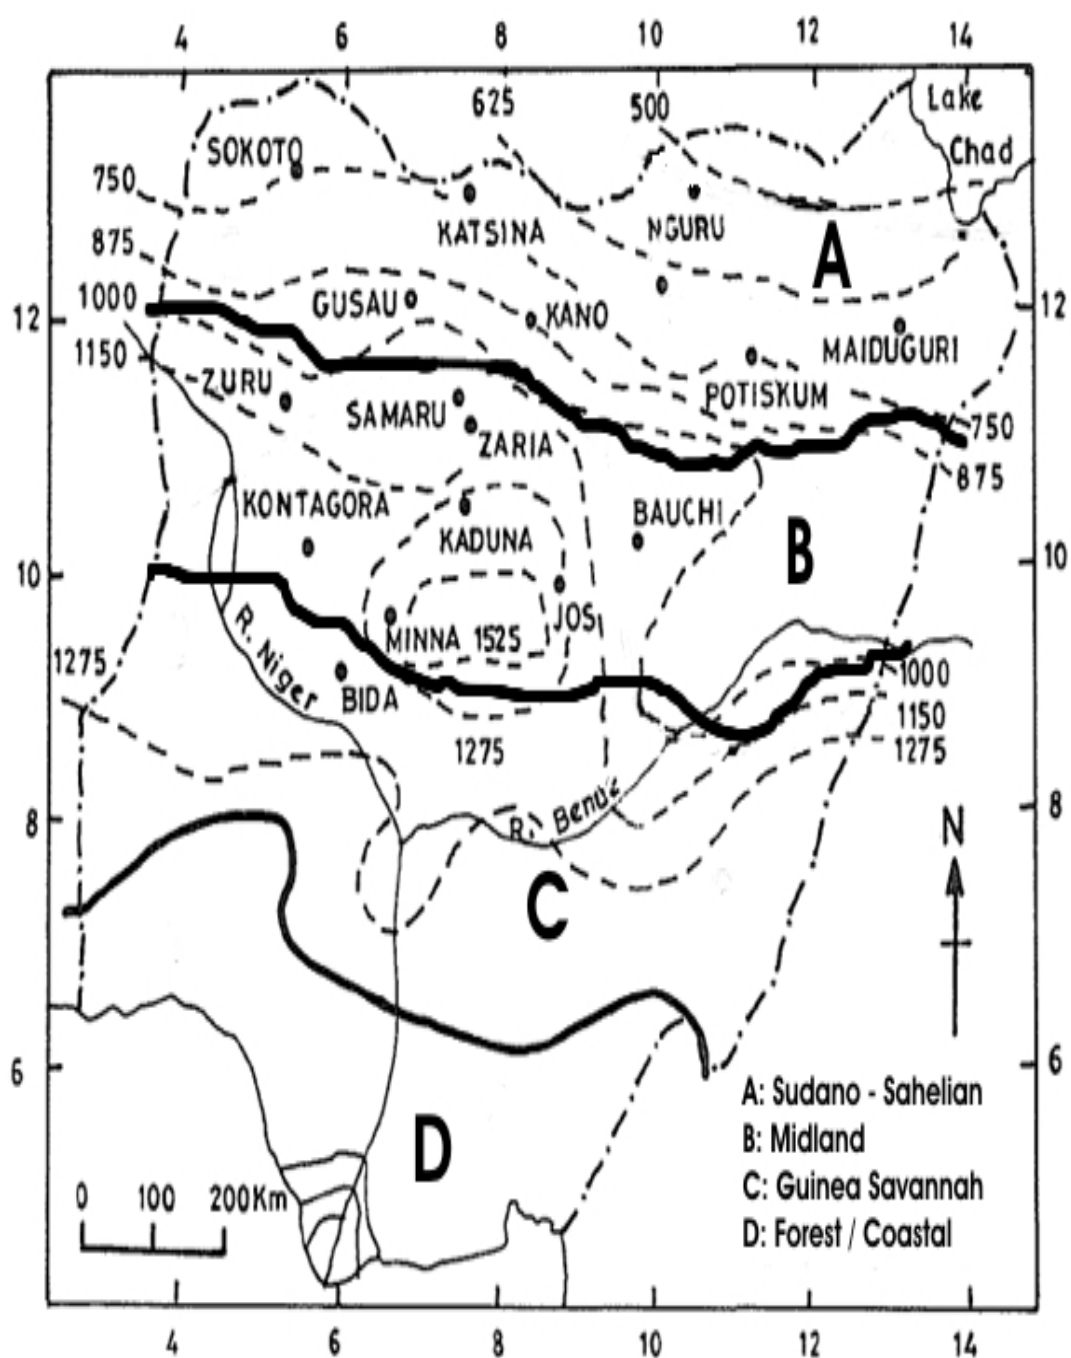 4 6 8 10 12 14
625 500 Lake
Chad
SOKOTO
750
KATSINA NGURU
875
A
1000 GUSAU KANO
12 12
1150 MAIDUGURI
ZURU POTISKUM
SAMARU
ZARIA 750
875
KONTAGORA BAUCHI
KADUNA B
10 10
R. Niger MINNA 1525 JOS
1275 1000
BIDA
1150
1275 1275
R. Benue
8 8
N
C
6 6
A: Sudano - Sahelian
D B: Midland
0 100 200Km C: Guinea Savannah
D: Forest / Coastal
4 6 8 10 12 14